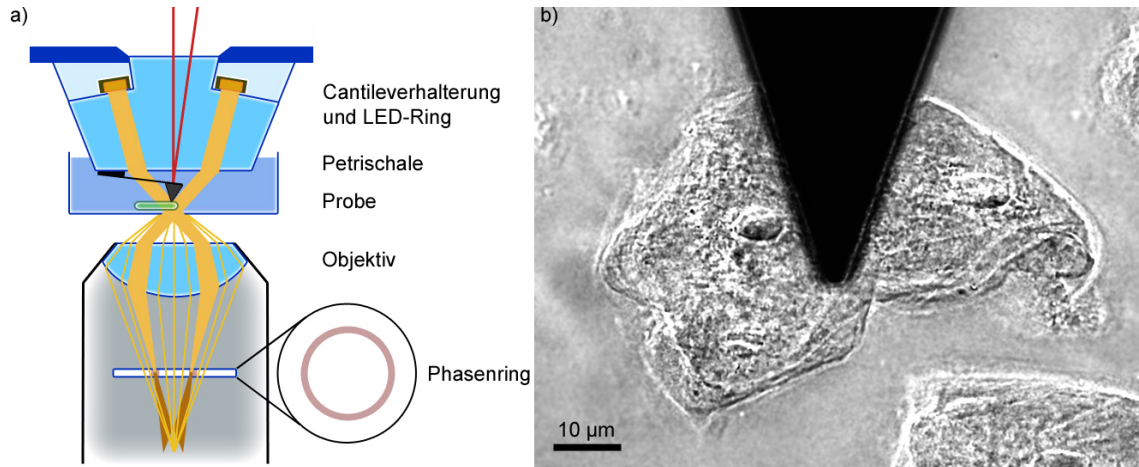 a)
Cantileverhalterung
und LED-Ring
Petrischale
Probe
Objektiv
Phasenring
b)
10 µm